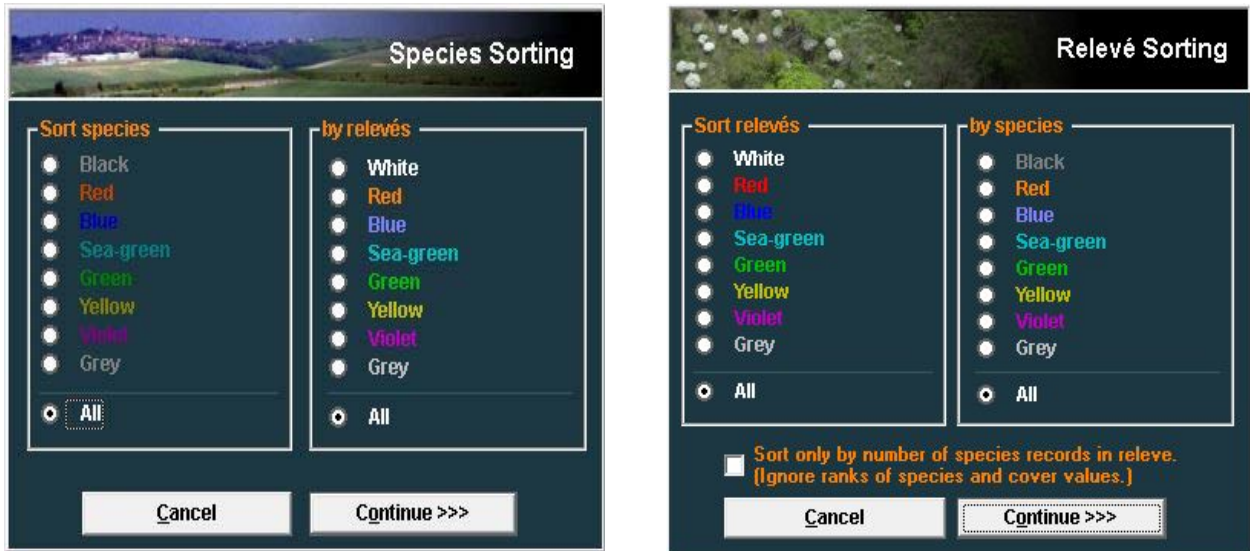 Species Sorting
Sort species
Black
Red
Blue
Sea-green
Green
Yellow
Violet
Grey
All
by relevés
White
Red
Blue
Sea-green
Green
Yellow
Violet
Grey
All
Cancel
Continue >>>
Relevé Sorting
Sort relevés
White
Red
Blue
Sea-green
Green
Yellow
Violet
Grey
All
by species
Black
Red
Blue
Sea-green
Green
Yellow
Violet
Grey
All
Sort only by number of species records in releve.
(Ignore ranks of species and cover values.)
Cancel
Continue >>>